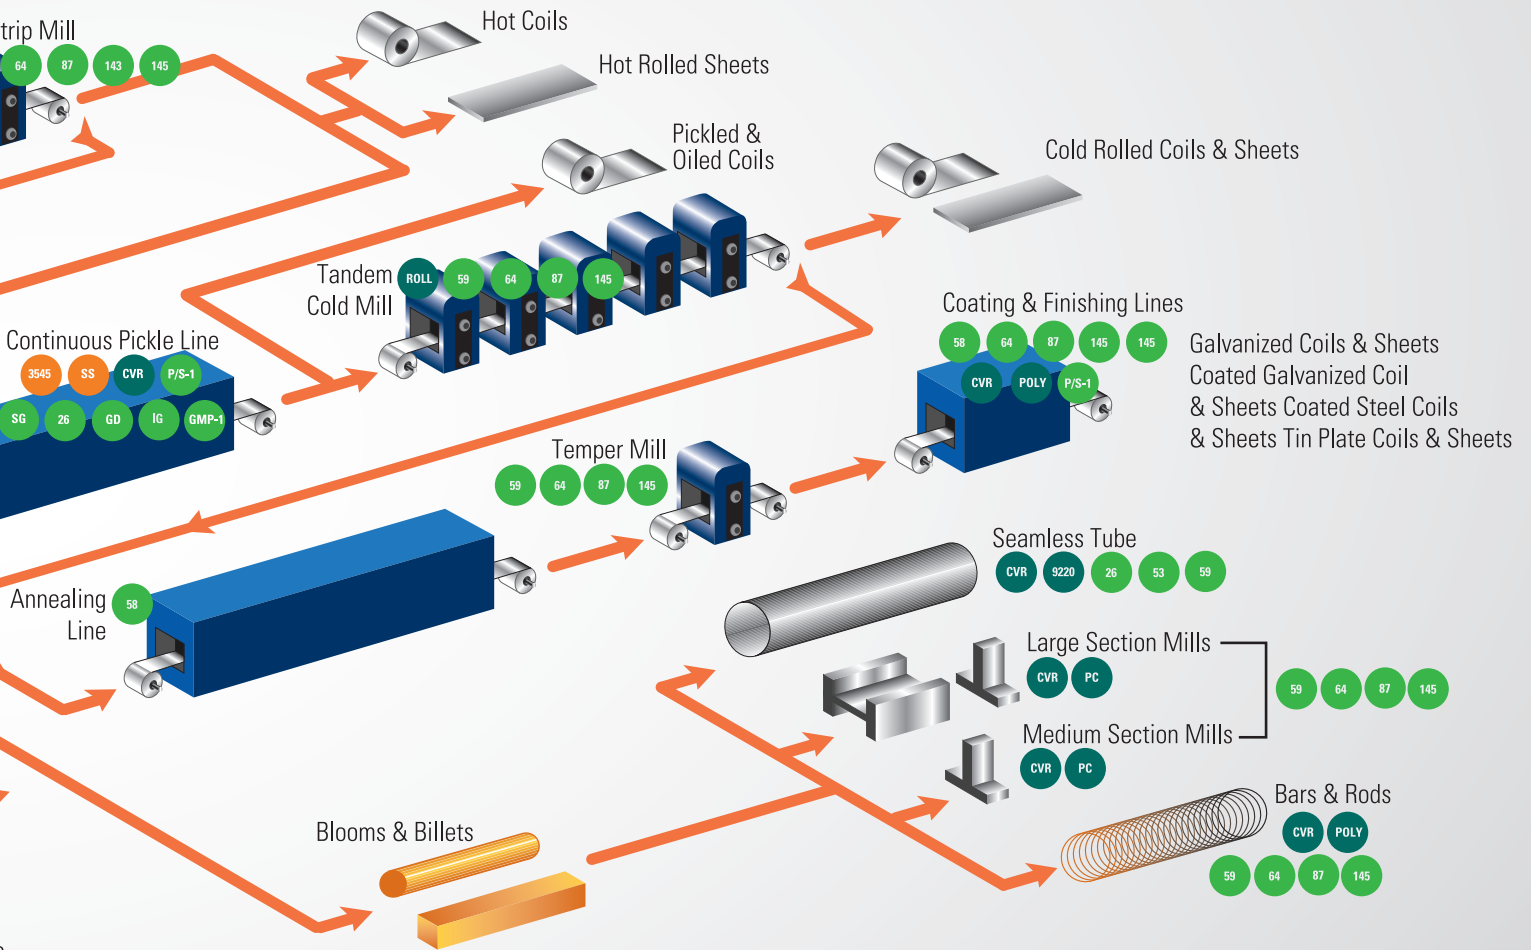 trip Mill
64 87 143 145
Hot Coils
Hot Rolled Sheets
Pickled &
Oiled Coils
Cold Rolled Coils & Sheets
Tandem
Cold Mill
ROLL 59 64 87 145
Continuous Pickle Line
3545 SS CVR P/S-1
SG 26 GD IG GMP-1
Coating & Finishing Lines
58 64 87 145 145
CVR POLY P/S-1
Galvanized Coils & Sheets
Coated Galvanized Coil
& Sheets Coated Steel Coils
& Sheets Tin Plate Coils & Sheets
Temper Mill
59 64 87 145
Annealing
Line
58
Seamless Tube
CVR 9220 26 53 59
Large Section Mills
CVR PC
59 64 87 145
Medium Section Mills
CVR PC
Bars & Rods
CVR POLY
59 64 87 145
Blooms & Billets